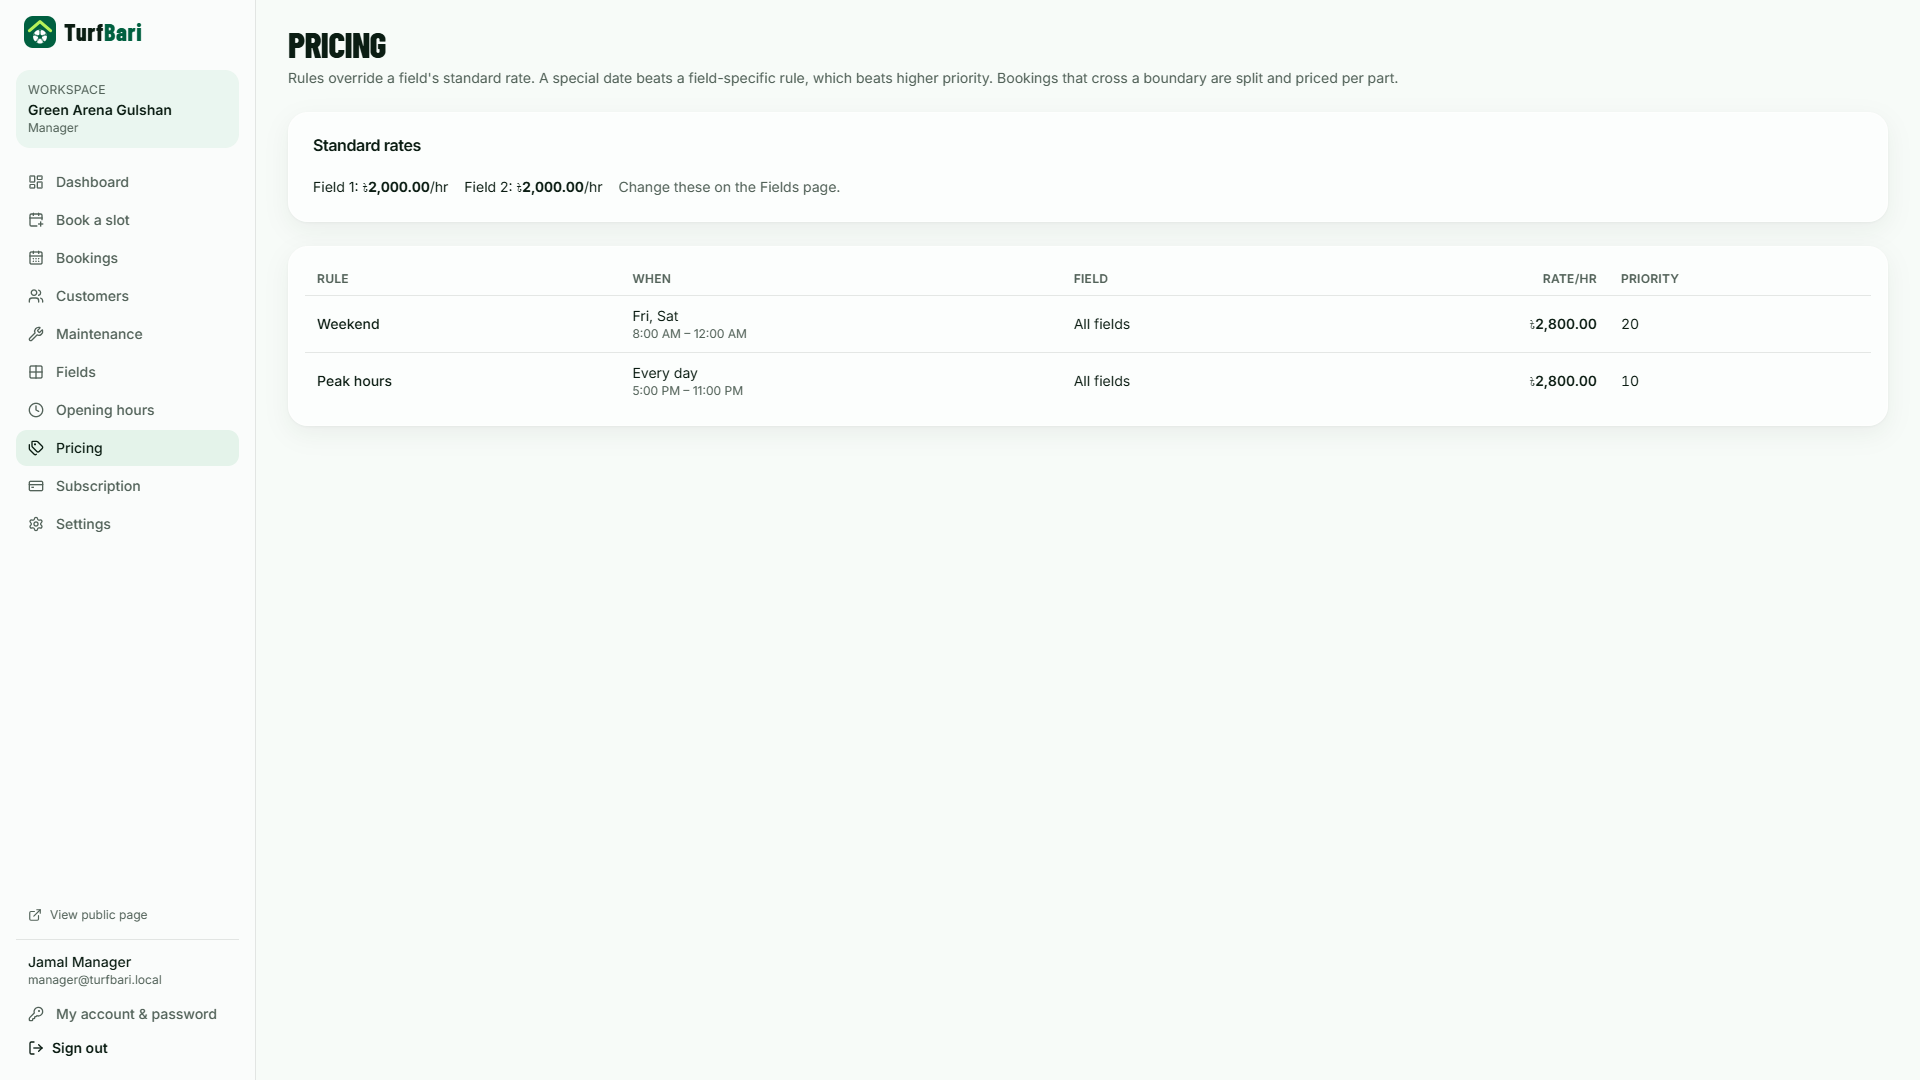 TurfBari
WORKSPACE
Green Arena Gulshan
Manager
Dashboard
Book a slot
Bookings
Customers
Maintenance
Fields
Opening hours
Pricing
Subscription
Settings
View public page
Jamal Manager
manager@turfbari.local
My account & password
Sign out
PRICING
Rules override a field's standard rate. A special date beats a field-specific rule, which beats higher priority. Bookings that cross a boundary are split and priced per part.
Standard rates
Field 1: ৳2,000.00/hr Field 2: ৳2,000.00/hr Change these on the Fields page.
RULE WHEN FIELD RATE/HR PRIORITY
Weekend Fri, Sat All fields ৳2,800.00 20
8:00 AM – 12:00 AM
Peak hours Every day All fields ৳2,800.00 10
5:00 PM – 11:00 PM